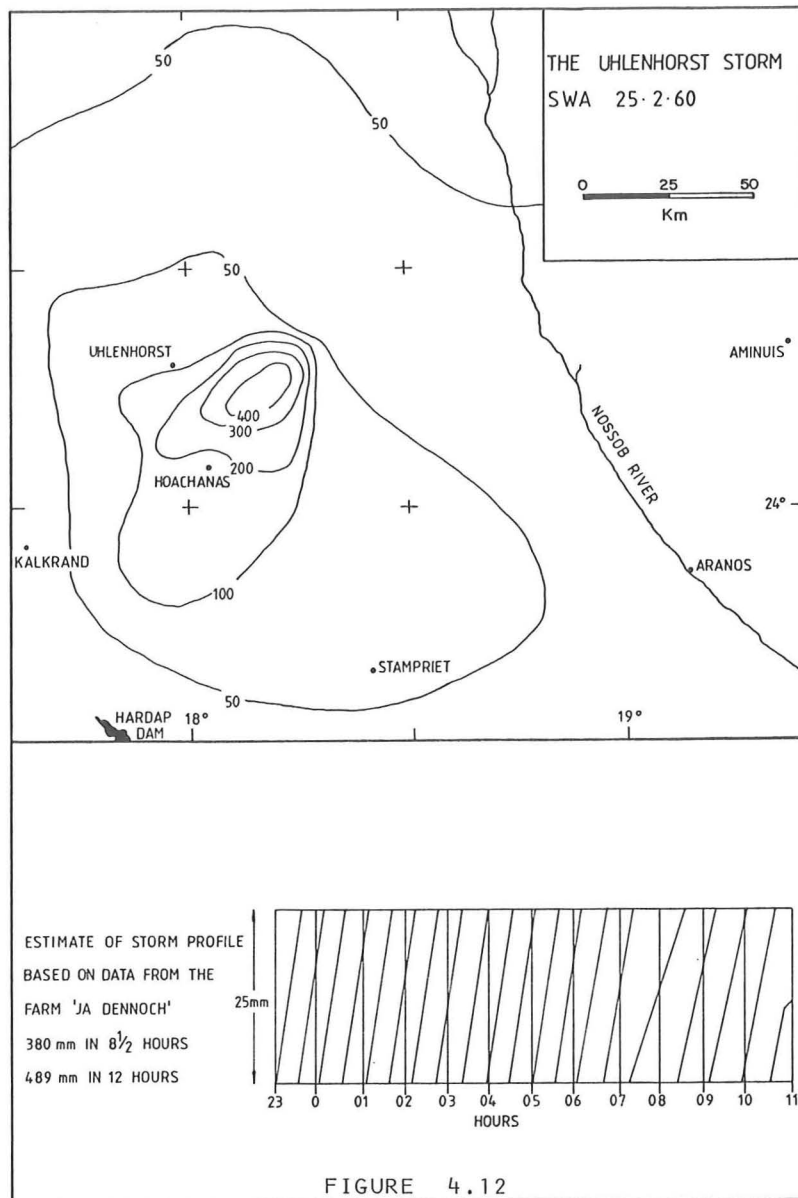 THE UHLENHORST STORM
SWA 25·2·60
0 25 50
Km
50
50
50
UHLENHORST
AMINUIS
400
300
200
HOACHANAS
NOSSOB RIVER
24°
KALKRAND
ARANOS
100
STAMPRIET
50
HARDAP
DAM
18°
19°
ESTIMATE OF STORM PROFILE
BASED ON DATA FROM THE
FARM 'JA DENNOCH'
380 mm IN 8½ HOURS
489 mm IN 12 HOURS
25mm
23 0 01 02 03 04 05 06 07 08 09 10 11
HOURS
FIGURE 4.12